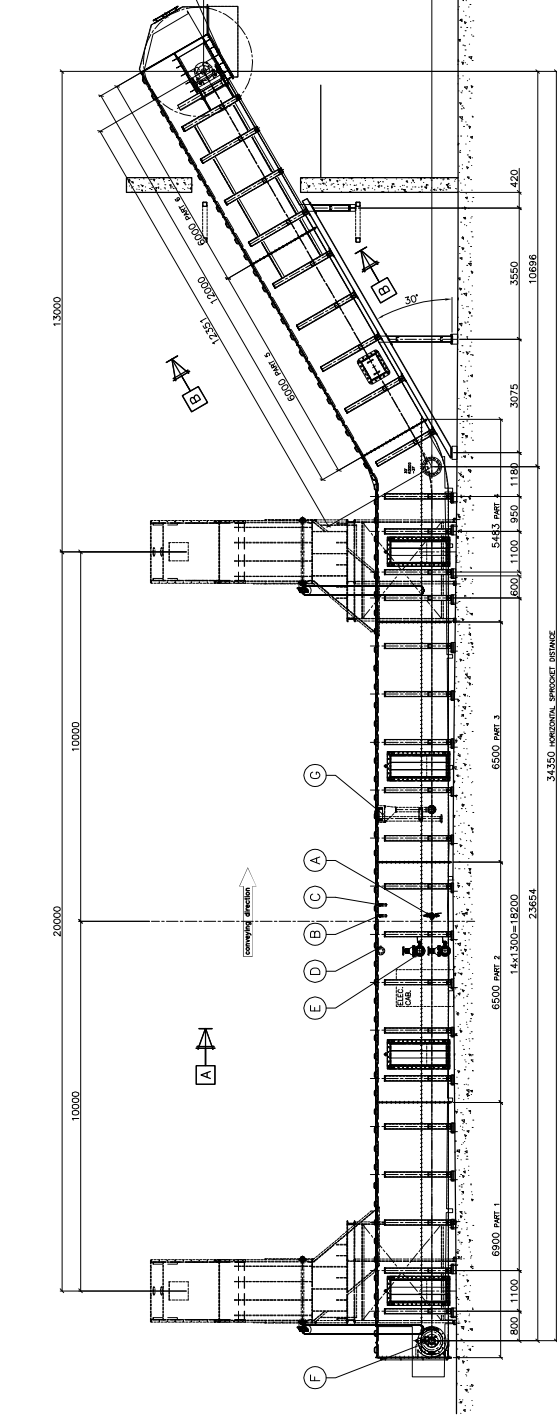 13000
6000 PART 6
12000
12351
6000 PART 5
B
B
30°
420
3550
10696
3075
1180
950
5483 PART 4
1100
600
10000
20000
10000
G
A
C
B
D
E
F
conveying direction
A
ELEC.
CAB.
6500 PART 3
6500 PART 2
6900 PART 1
14x1300=18200
23654
1100
800
34350 HORIZONTAL SPROCKET DISTANCE